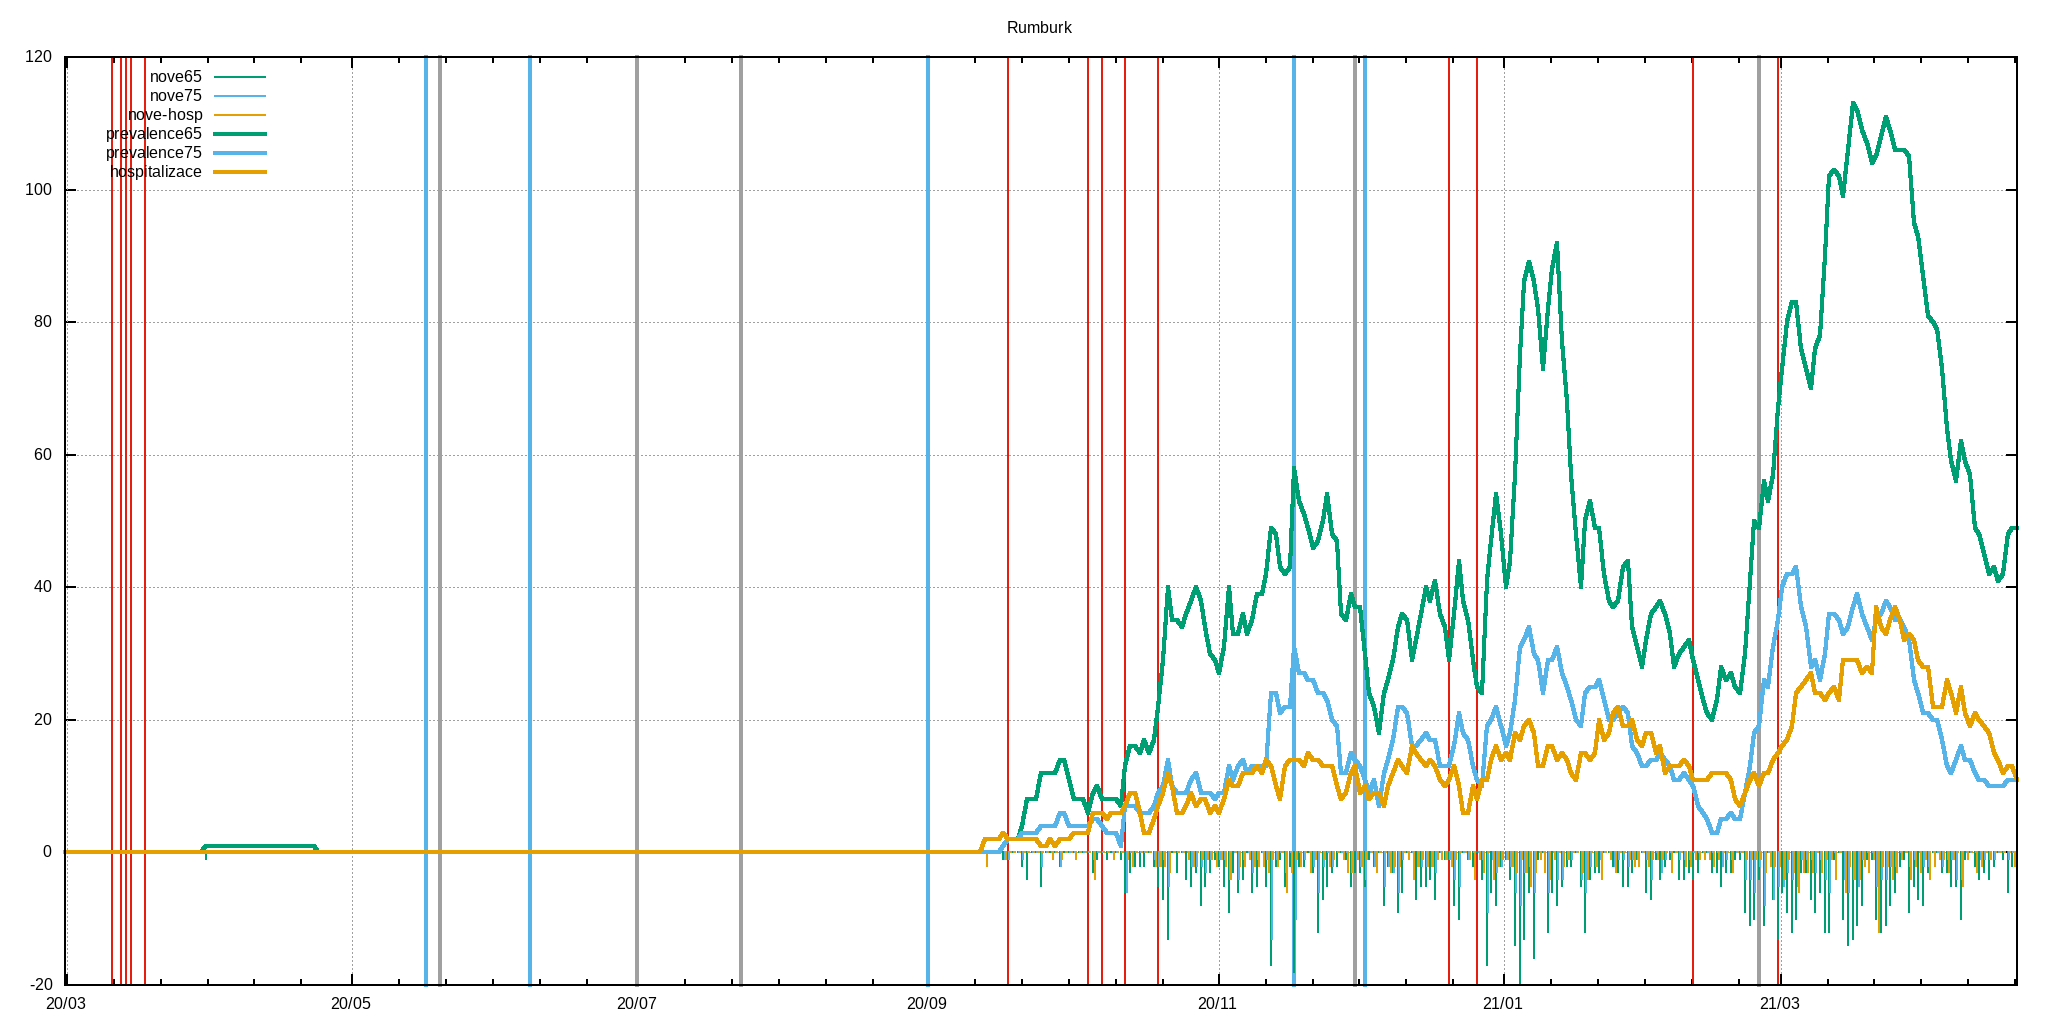 Rumburk
120
nove65
nove75
nove-hosp
prevalence65
prevalence75
hospitalizace
100
80
60
40
20
0
-20
20/03 20/05 20/07 20/09 20/11 21/01 21/03